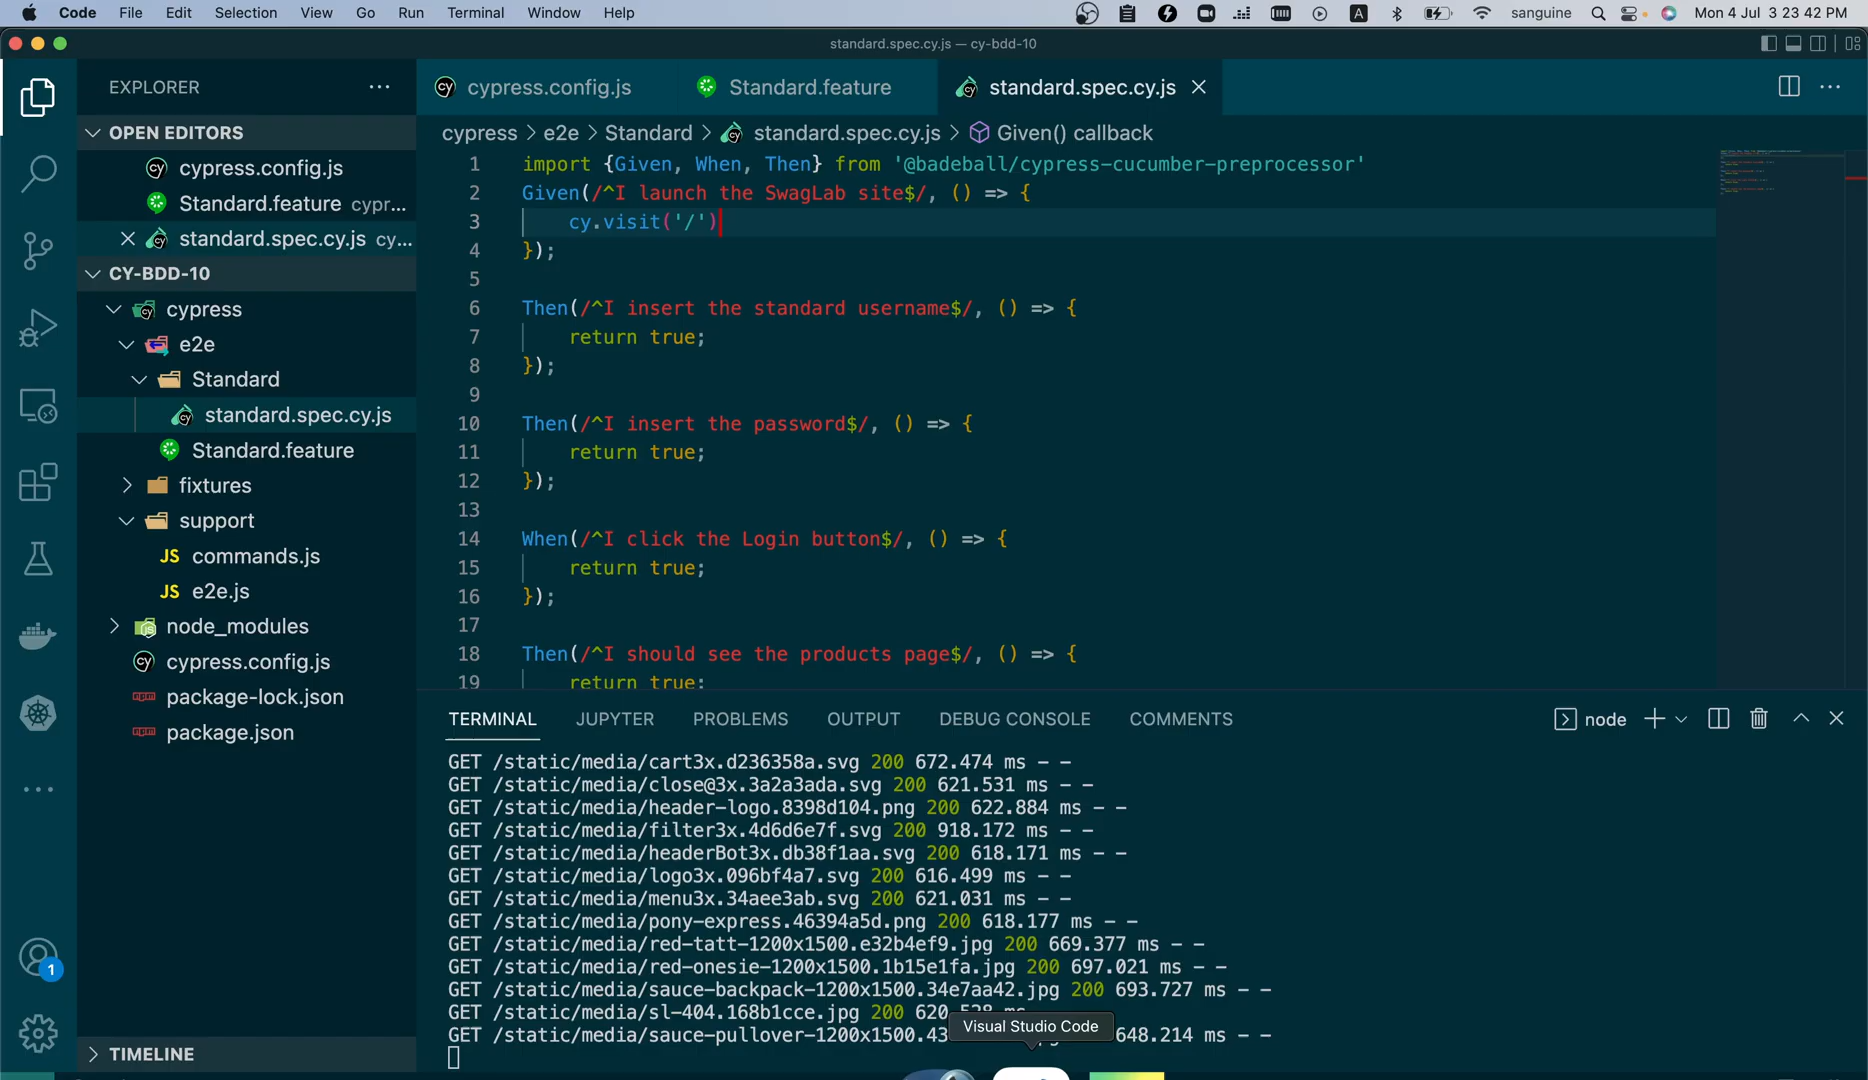 Code File Edit Selection View Go Run Terminal Window Help A sanguine Mon 4 Jul 3 23 42 PM
standard.spec.cy.js — cy-bdd-10
EXPLORER
OPEN EDITORS
cypress.config.js
Standard.feature cypr...
standard.spec.cy.js cy...
CY-BDD-10
cypress
e2e
Standard
standard.spec.cy.js
Standard.feature
fixtures
support
JS commands.js
JS e2e.js
node_modules
cypress.config.js
package-lock.json
package.json
TIMELINE
1
cypress.config.js Standard.feature standard.spec.cy.js
cypress > e2e > Standard > standard.spec.cy.js > Given() callback
1 import {Given, When, Then} from '@badeball/cypress-cucumber-preprocessor'
2 Given(/^I launch the SwagLab site$/, () => {
3 cy.visit('/')
4 });
5
6 Then(/^I insert the standard username$/, () => {
7 return true;
8 });
9
10 Then(/^I insert the password$/, () => {
11 return true;
12 });
13
14 When(/^I click the Login button$/, () => {
15 return true;
16 });
17
18 Then(/^I should see the products page$/, () => {
19 return true;
TERMINAL JUPYTER PROBLEMS OUTPUT DEBUG CONSOLE COMMENTS node
GET /static/media/cart3x.d236358a.svg 200 672.474 ms - -
GET /static/media/close@3x.3a2a3ada.svg 200 621.531 ms - -
GET /static/media/header-logo.8398d104.png 200 622.884 ms - -
GET /static/media/filter3x.4d6d6e7f.svg 200 918.172 ms - -
GET /static/media/headerBot3x.db38f1aa.svg 200 618.171 ms - -
GET /static/media/logo3x.096bf4a7.svg 200 616.499 ms - -
GET /static/media/menu3x.34aee3ab.svg 200 621.031 ms - -
GET /static/media/pony-express.46394a5d.png 200 618.177 ms - -
GET /static/media/red-tatt-1200x1500.e32b4ef9.jpg 200 669.377 ms - -
GET /static/media/red-onesie-1200x1500.1b15e1fa.jpg 200 697.021 ms - -
GET /static/media/sauce-backpack-1200x1500.34e7aa42.jpg 200 693.727 ms - -
GET /static/media/sl-404.168b1cce.jpg 200 620.528 ms
GET /static/media/sauce-pullover-1200x1500.43 648.214 ms - -
Visual Studio Code